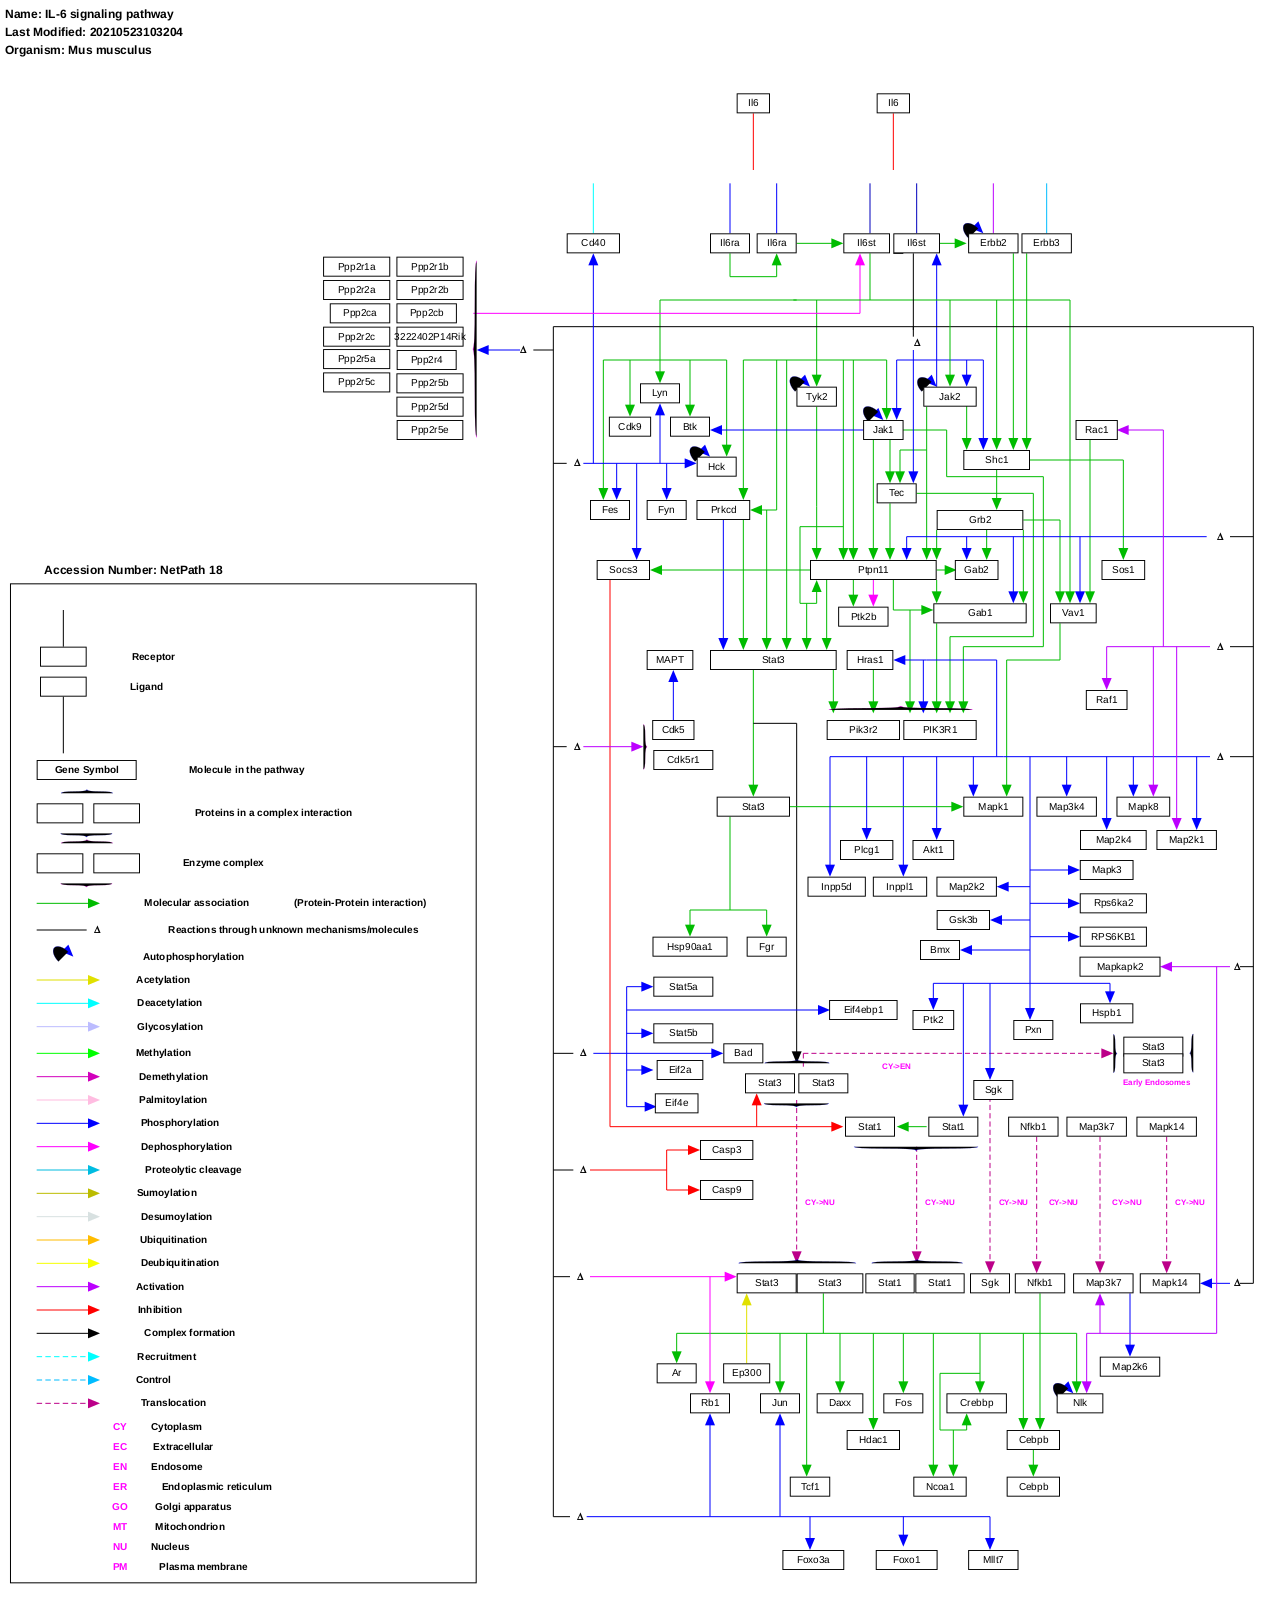 Name: IL-6 signaling pathway
Last Modified: 20210523103204
Organism: Mus musculus
Il6 Il6
Cd40 Il6ra Il6ra Il6st Il6st Erbb2 Erbb3
Ppp2r1a Ppp2r1b
Ppp2r2a Ppp2r2b
Ppp2ca Ppp2cb
Ppp2r2c 3222402P14Rik
Ppp2r5a Ppp2r4
Ppp2r5c Ppp2r5b
Ppp2r5d
Ppp2r5e
Δ
Δ
Lyn Tyk2 Jak2
Cdk9 Btk Jak1 Rac1
Δ Hck Shc1
Tec
Fes Fyn Prkcd Grb2
Δ
Socs3 Ptpn11 Gab2 Sos1
Ptk2b Gab1 Vav1
Δ
MAPT Stat3 Hras1
Raf1
Cdk5 Pik3r2 PIK3R1
Δ
Cdk5r1 Δ
Stat3 Mapk1 Map3k4 Mapk8
Map2k4 Map2k1
Plcg1 Akt1
Mapk3
Inpp5d Inppl1 Map2k2
Rps6ka2
Gsk3b
RPS6KB1
Hsp90aa1 Fgr Bmx
Mapkapk2 Δ
Stat5a
Eif4ebp1 Ptk2 Hspb1
Stat5b Pxn
Δ Bad Stat3
Stat3
CY->EN
Eif2a
Early Endosomes
Stat3 Stat3 Sgk
Eif4e
Stat1 Stat1 Nfkb1 Map3k7 Mapk14
Casp3
Δ
Casp9
CY->NU CY->NU CY->NU CY->NU CY->NU CY->NU
Δ Stat3 Stat3 Stat1 Stat1 Sgk Nfkb1 Map3k7 Mapk14 Δ
Map2k6
Ar Ep300
Rb1 Jun Daxx Fos Crebbp Nlk
Hdac1 Cebpb
Tcf1 Ncoa1 Cebpb
Δ
Foxo3a Foxo1 Mllt7
Accession Number: NetPath 18
Receptor
Ligand
Gene Symbol Molecule in the pathway
Proteins in a complex interaction
Enzyme complex
Molecular association (Protein-Protein interaction)
Δ Reactions through unknown mechanisms/molecules
Autophosphorylation
Acetylation
Deacetylation
Glycosylation
Methylation
Demethylation
Palmitoylation
Phosphorylation
Dephosphorylation
Proteolytic cleavage
Sumoylation
Desumoylation
Ubiquitination
Deubiquitination
Activation
Inhibition
Complex formation
Recruitment
Control
Translocation
CY Cytoplasm
EC Extracellular
EN Endosome
ER Endoplasmic reticulum
GO Golgi apparatus
MT Mitochondrion
NU Nucleus
PM Plasma membrane